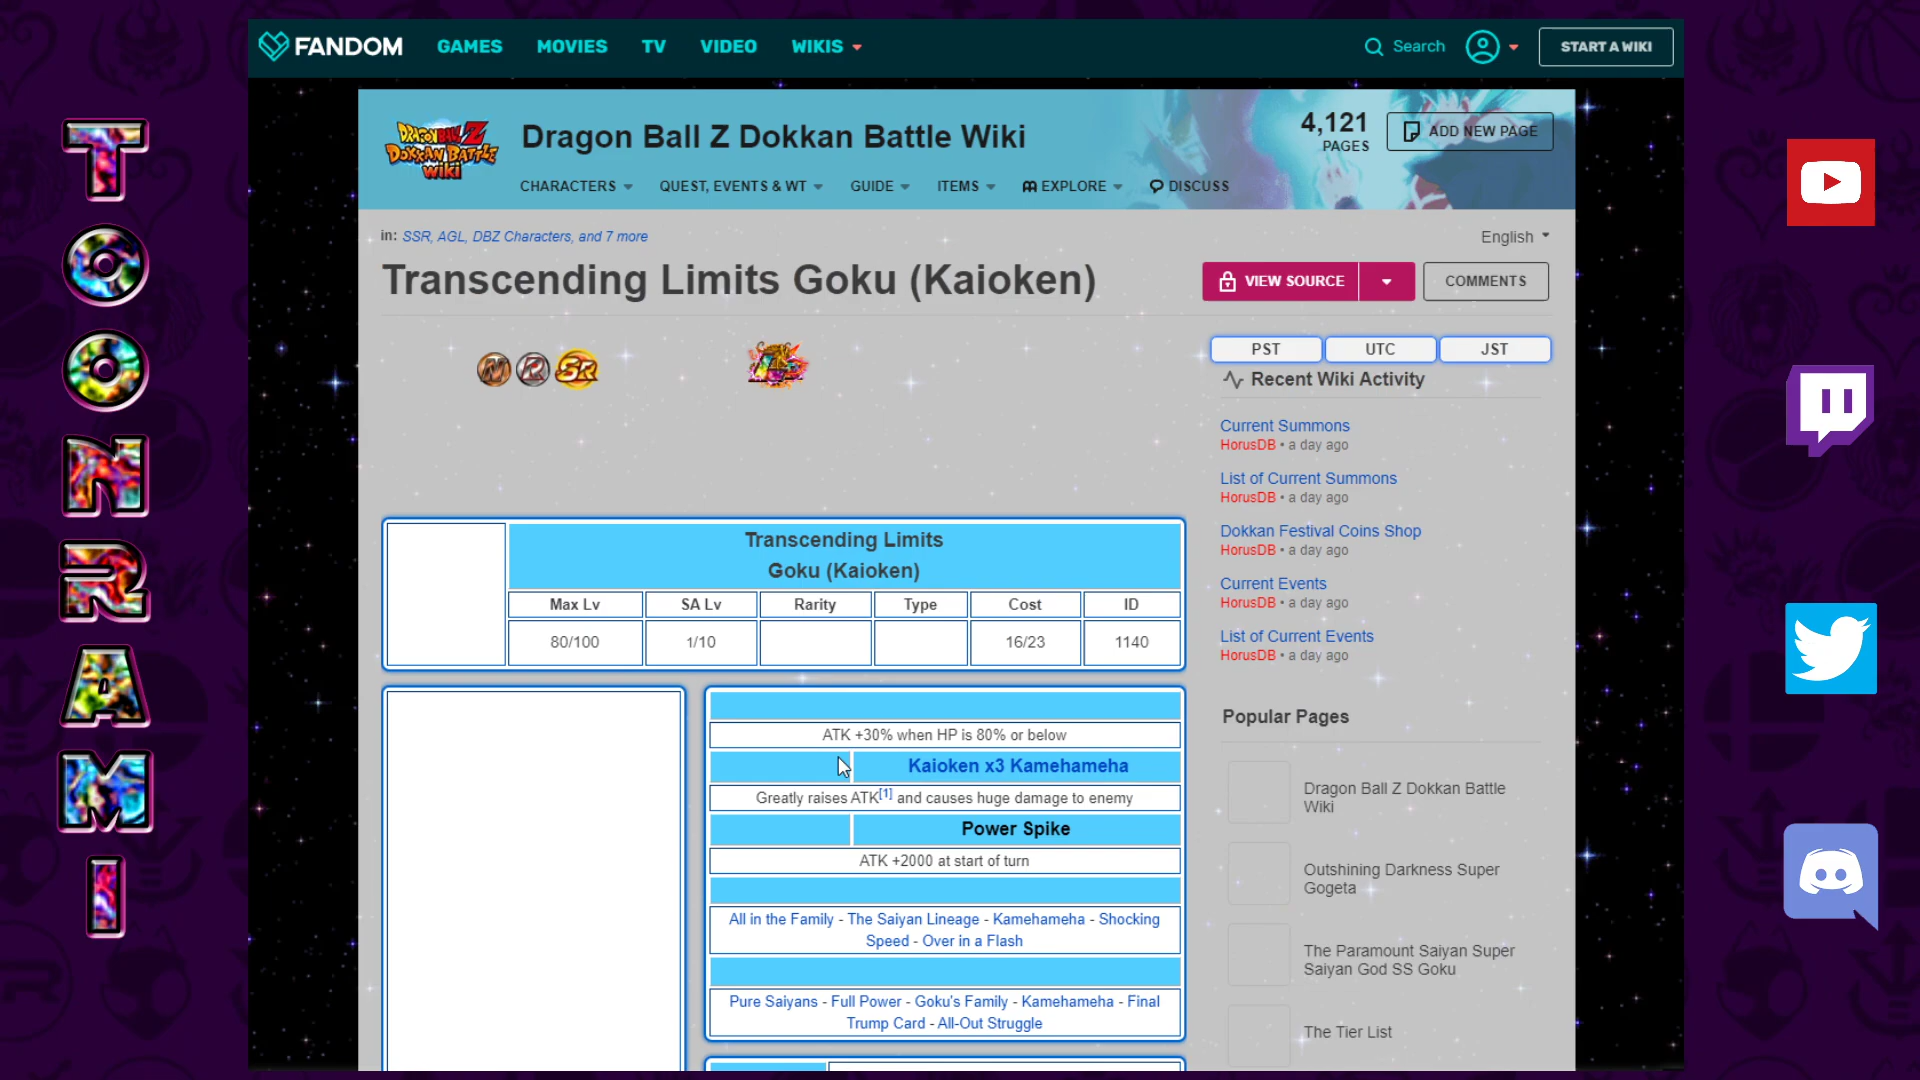 TOONRAMI
FANDOM
GAMES
MOVIES
TV
VIDEO
WIKIS
Search
START A WIKI
DRAGON BALL Z
DOKKAN BATTLE
wiki
Dragon Ball Z Dokkan Battle Wiki
4,121
PAGES
ADD NEW PAGE
CHARACTERS
QUEST, EVENTS & WT
GUIDE
ITEMS
EXPLORE
DISCUSS
in: SSR, AGL, DBZ Characters, and 7 more
English
Transcending Limits Goku (Kaioken)
VIEW SOURCE
COMMENTS
N
R
SR
PST
UTC
JST
Recent Wiki Activity
Current Summons
HorusDB • a day ago
List of Current Summons
HorusDB • a day ago
Dokkan Festival Coins Shop
HorusDB • a day ago
Current Events
HorusDB • a day ago
List of Current Events
HorusDB • a day ago
Transcending Limits
Goku (Kaioken)
Max Lv
SA Lv
Rarity
Type
Cost
ID
80/100
1/10
16/23
1140
ATK +30% when HP is 80% or below
Kaioken x3 Kamehameha
Greatly raises ATK[1] and causes huge damage to enemy
Power Spike
ATK +2000 at start of turn
All in the Family - The Saiyan Lineage - Kamehameha - Shocking
Speed - Over in a Flash
Pure Saiyans - Full Power - Goku's Family - Kamehameha - Final
Trump Card - All-Out Struggle
Popular Pages
Dragon Ball Z Dokkan Battle
Wiki
Outshining Darkness Super
Gogeta
The Paramount Saiyan Super
Saiyan God SS Goku
The Tier List